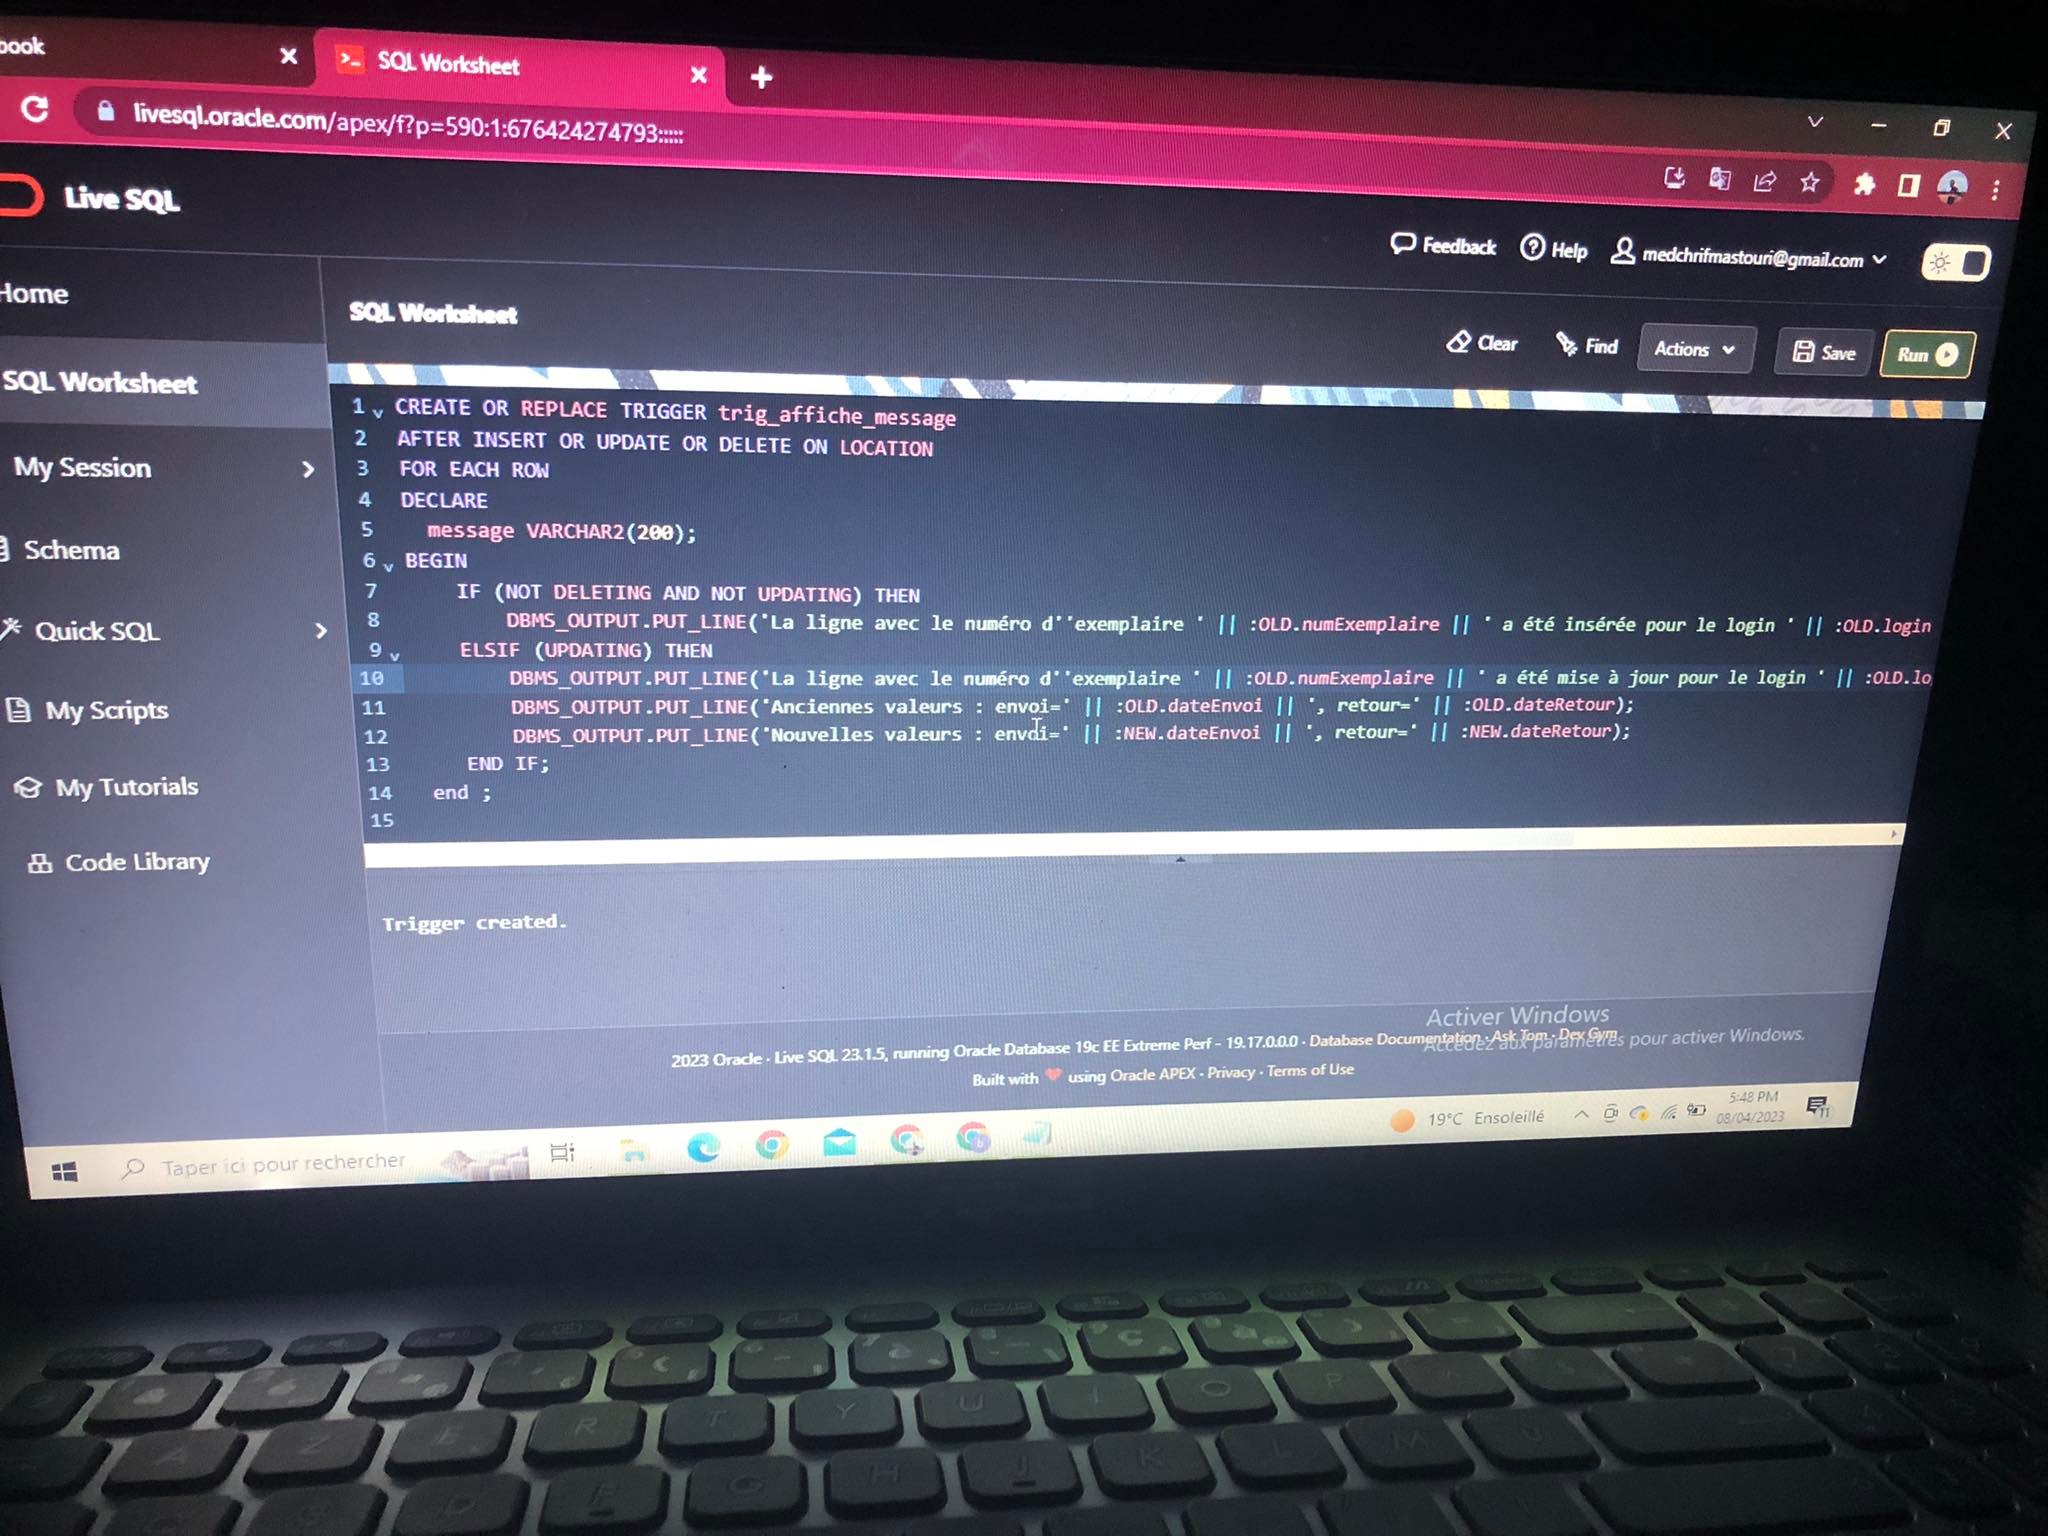 book
SQL Worksheet
livesql.oracle.com/apex/f?p=590:1:676424274793:::::
Live SQL
Feedback
Help
medchrifmastouri@gmail.com
Home
SQL Worksheet
My Session
Schema
Quick SQL
My Scripts
My Tutorials
Code Library
SQL Worksheet
Clear
Find
Actions
Save
Run
1 CREATE OR REPLACE TRIGGER trig_affiche_message
2 AFTER INSERT OR UPDATE OR DELETE ON LOCATION
3 FOR EACH ROW
4 DECLARE
5 message VARCHAR2(200);
6 BEGIN
7 IF (NOT DELETING AND NOT UPDATING) THEN
8 DBMS_OUTPUT.PUT_LINE('La ligne avec le numéro d''exemplaire ' || :OLD.numExemplaire || ' a été insérée pour le login ' || :OLD.login
9 ELSIF (UPDATING) THEN
10 DBMS_OUTPUT.PUT_LINE('La ligne avec le numéro d''exemplaire ' || :OLD.numExemplaire || ' a été mise à jour pour le login ' || :OLD.lo
11 DBMS_OUTPUT.PUT_LINE('Anciennes valeurs : envoi=' || :OLD.dateEnvoi || ', retour=' || :OLD.dateRetour);
12 DBMS_OUTPUT.PUT_LINE('Nouvelles valeurs : envoi=' || :NEW.dateEnvoi || ', retour=' || :NEW.dateRetour);
13 END IF;
14 end ;
15
Trigger created.
Activer Windows
Accédez aux paramètres pour activer Windows.
2023 Oracle · Live SQL 23.1.5, running Oracle Database 19c EE Extreme Perf - 19.17.0.0.0 · Database Documentation · Ask Tom · Dev Gym
Built with ❤ using Oracle APEX · Privacy · Terms of Use
Taper ici pour rechercher
19°C Ensoleillé
5:48 PM
08/04/2023
11
R T Y U I O P
G H J K L M